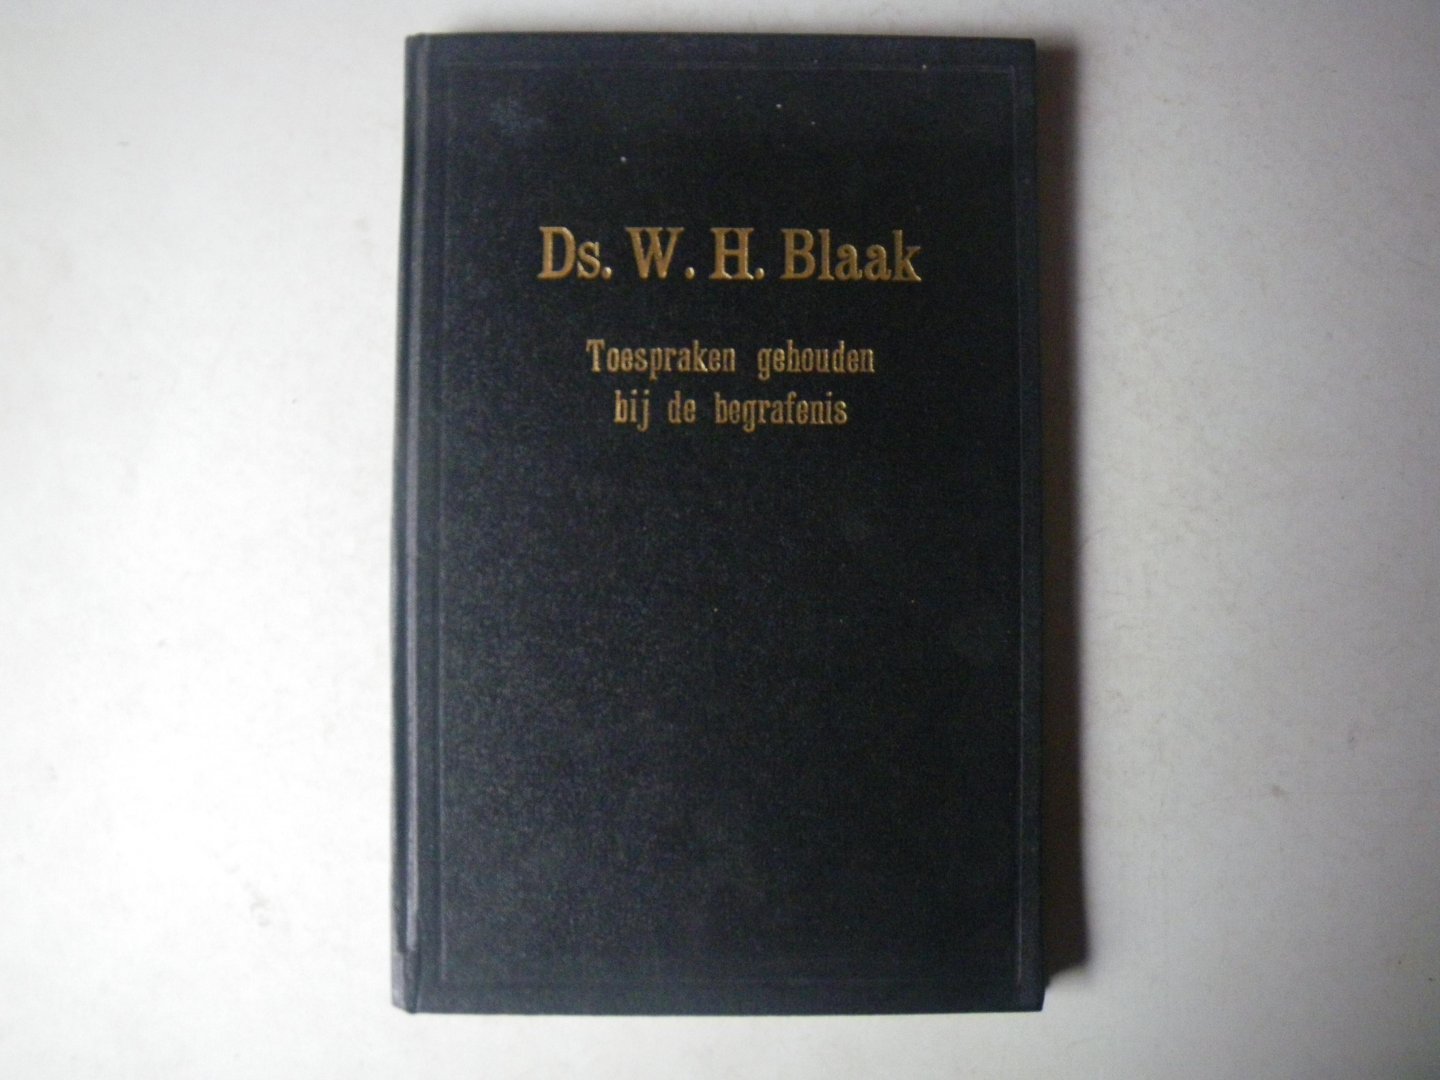 Ds. W. H. Blaak
Toespraken gehouden
bij de begrafenis